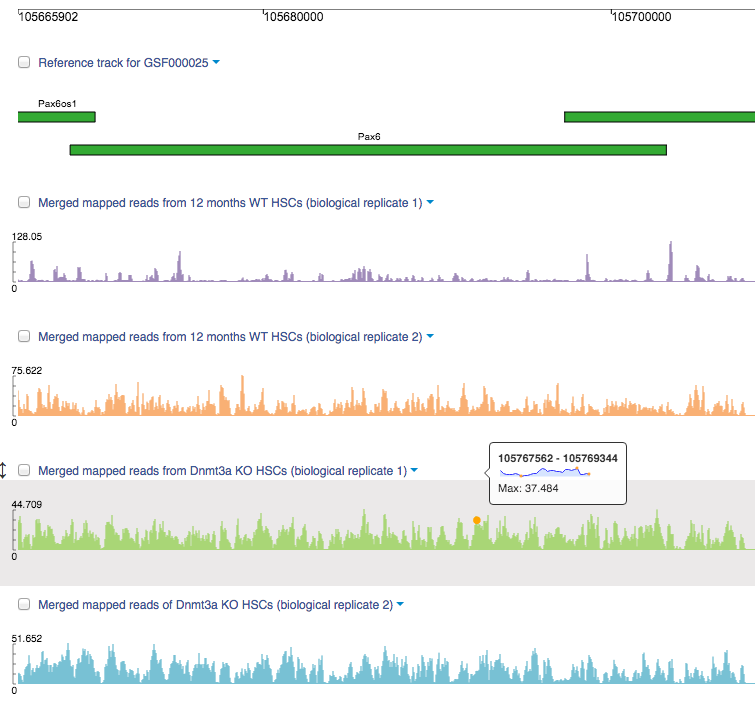 105665902 105680000 105700000
Reference track for GSF000025
Pax6os1
Pax6
Merged mapped reads from 12 months WT HSCs (biological replicate 1)
128.05
0
Merged mapped reads from 12 months WT HSCs (biological replicate 2)
75.622
0
105767562 - 105769344
Merged mapped reads from Dnmt3a KO HSCs (biological replicate 1)
Max: 37.484
44.709
0
Merged mapped reads of Dnmt3a KO HSCs (biological replicate 2)
51.652
0